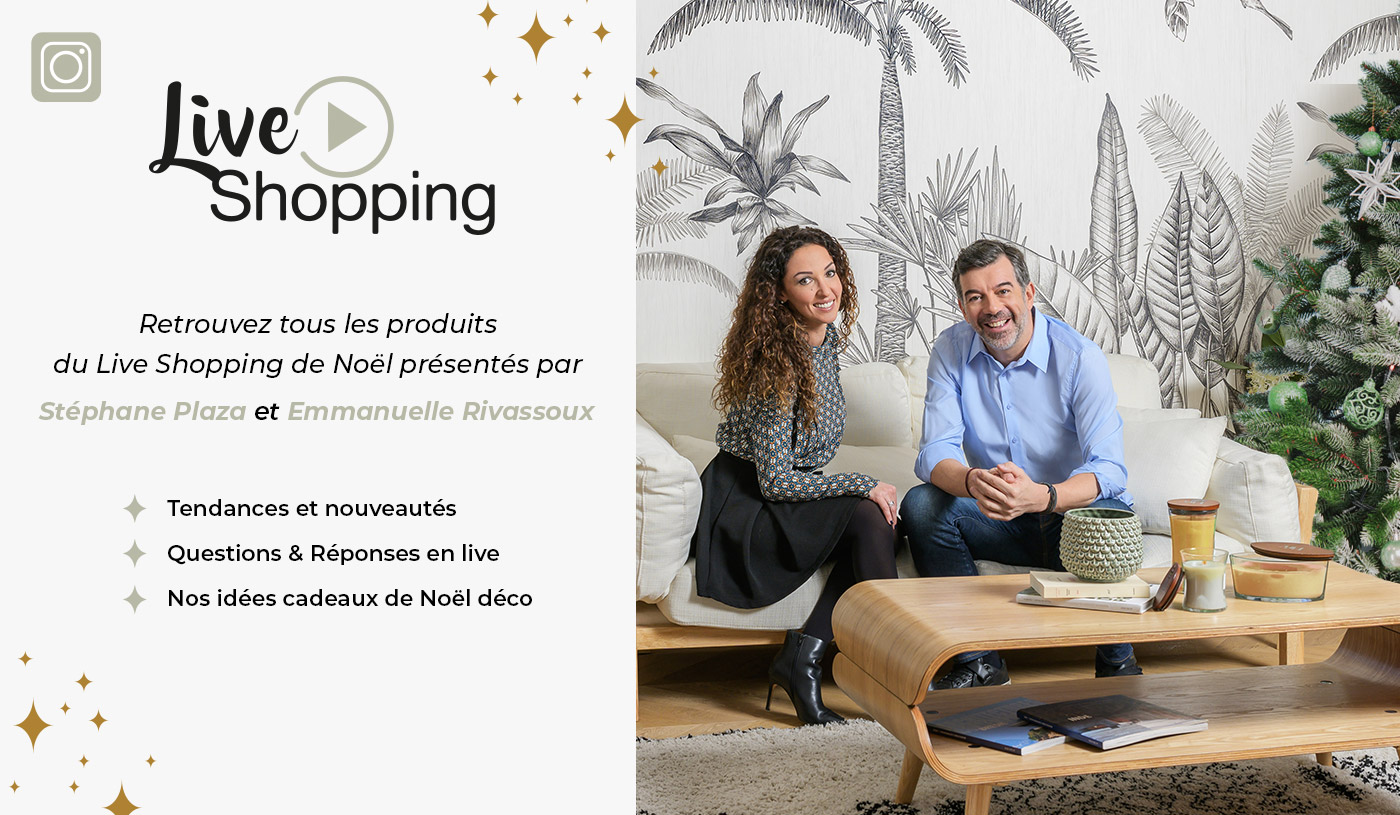 Live
Shopping
Retrouvez tous les produits
du Live Shopping de Noël présentés par
Stéphane Plaza et Emmanuelle Rivassoux
Tendances et nouveautés
Questions & Réponses en live
Nos idées cadeaux de Noël déco